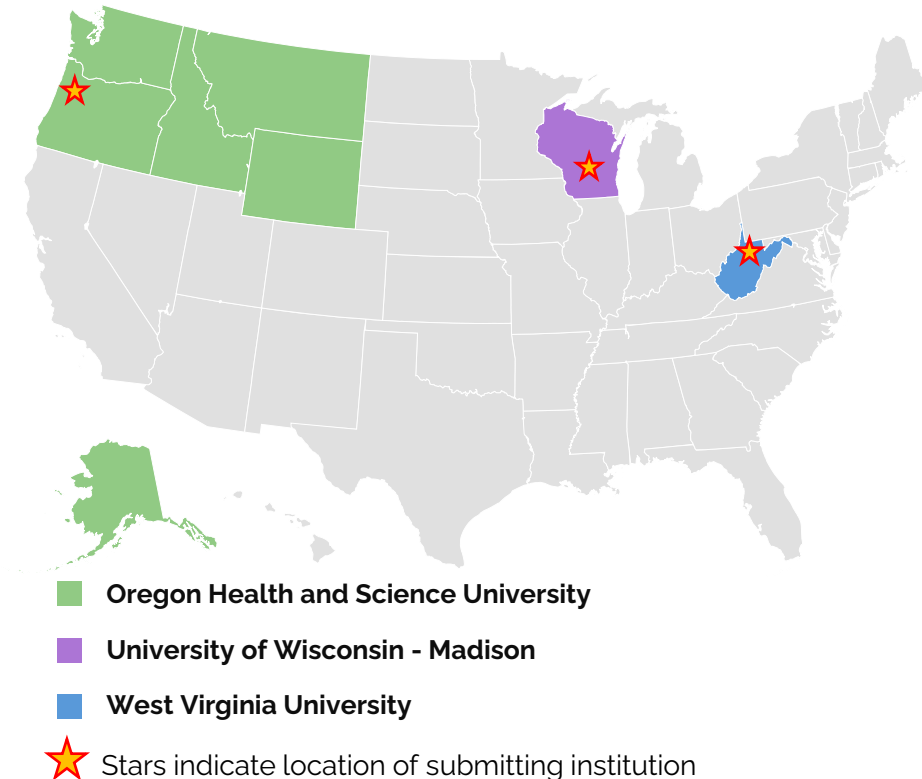 Oregon Health and Science University
University of Wisconsin - Madison
West Virginia University
Stars indicate location of submitting institution